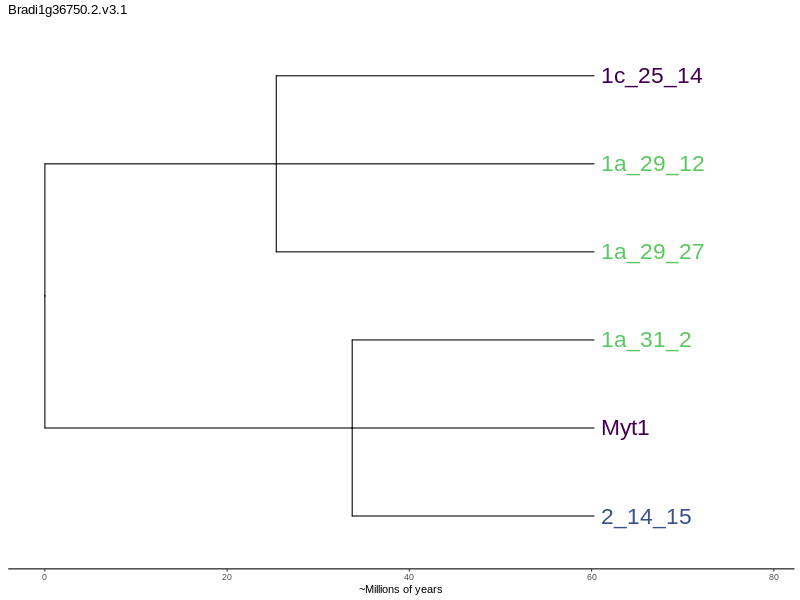 Bradi1g36750.2.v3.1
1c_25_14
1a_29_12
1a_29_27
1a_31_2
Myt1
2_14_15
0 20 40 60 80
~Millions of years